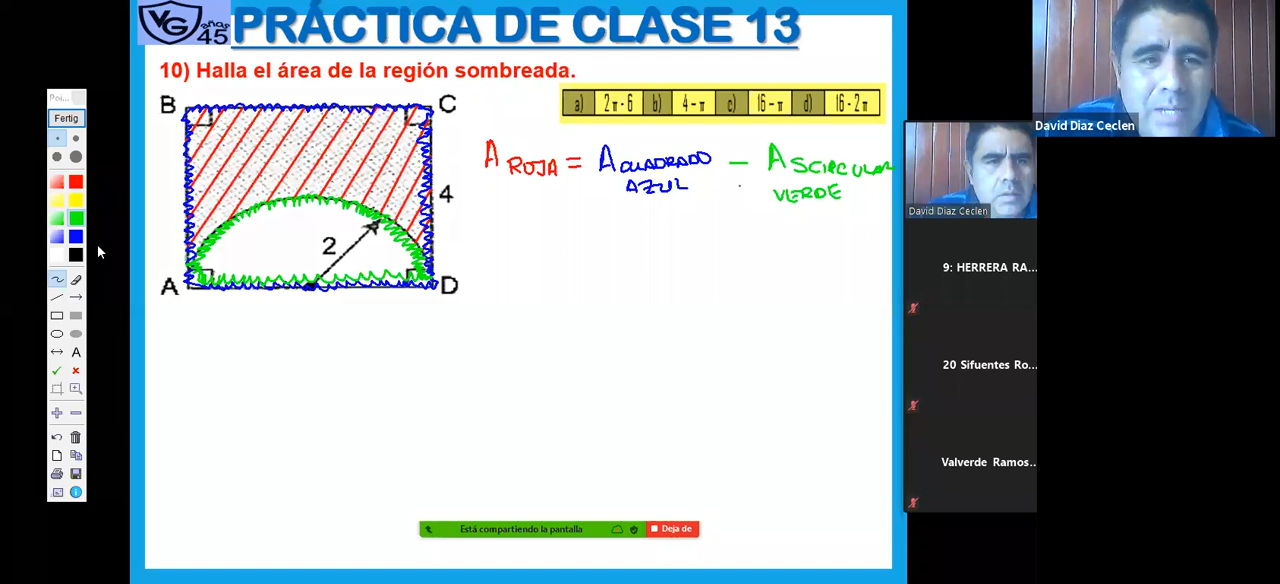 VG
años
45
PRÁCTICA DE CLASE 13
10) Halla el área de la región sombreada.
a) 2π-6 b) 4-π c) 16-π d) 16-2π
B
C
4
2
A
D
A ROJA = A CUADRADO AZUL - A SCIRCULAR VERDE
Poi...
Fertig
A
David Diaz Ceclen
David Diaz Ceclen
9: HERRERA RA...
20 Sifuentes Ro...
Valverde Ramos...
Está compartiendo la pantalla
Deja de